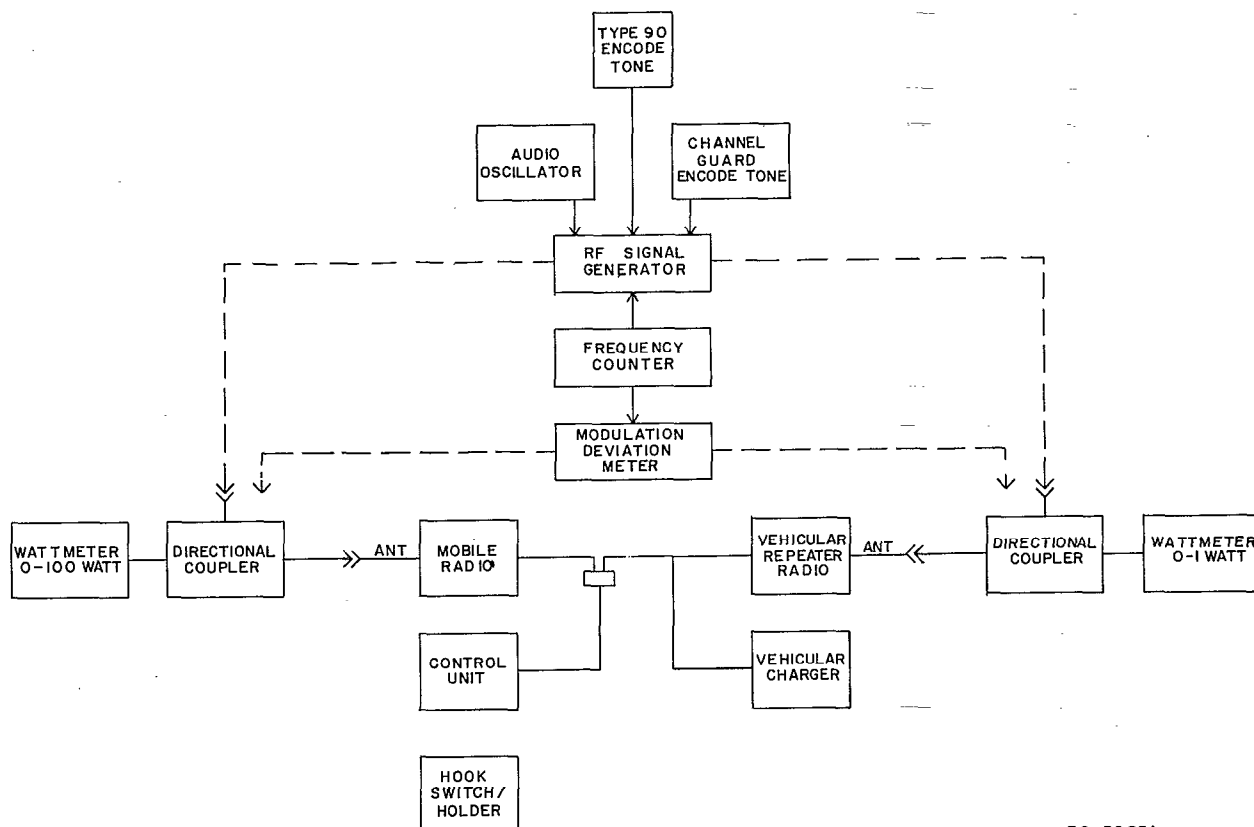 TYPE 90
ENCODE
TONE
AUDIO
OSCILLATOR
CHANNEL
GUARD
ENCODE TONE
RF SIGNAL
GENERATOR
FREQUENCY
COUNTER
MODULATION
DEVIATION
METER
WATTMETER
0-100 WATT
DIRECTIONAL
COUPLER
ANT
MOBILE
RADIO
VEHICULAR
REPEATER
RADIO
ANT
DIRECTIONAL
COUPLER
WATTMETER
0-1 WATT
CONTROL
UNIT
VEHICULAR
CHARGER
HOOK
SWITCH/
HOLDER